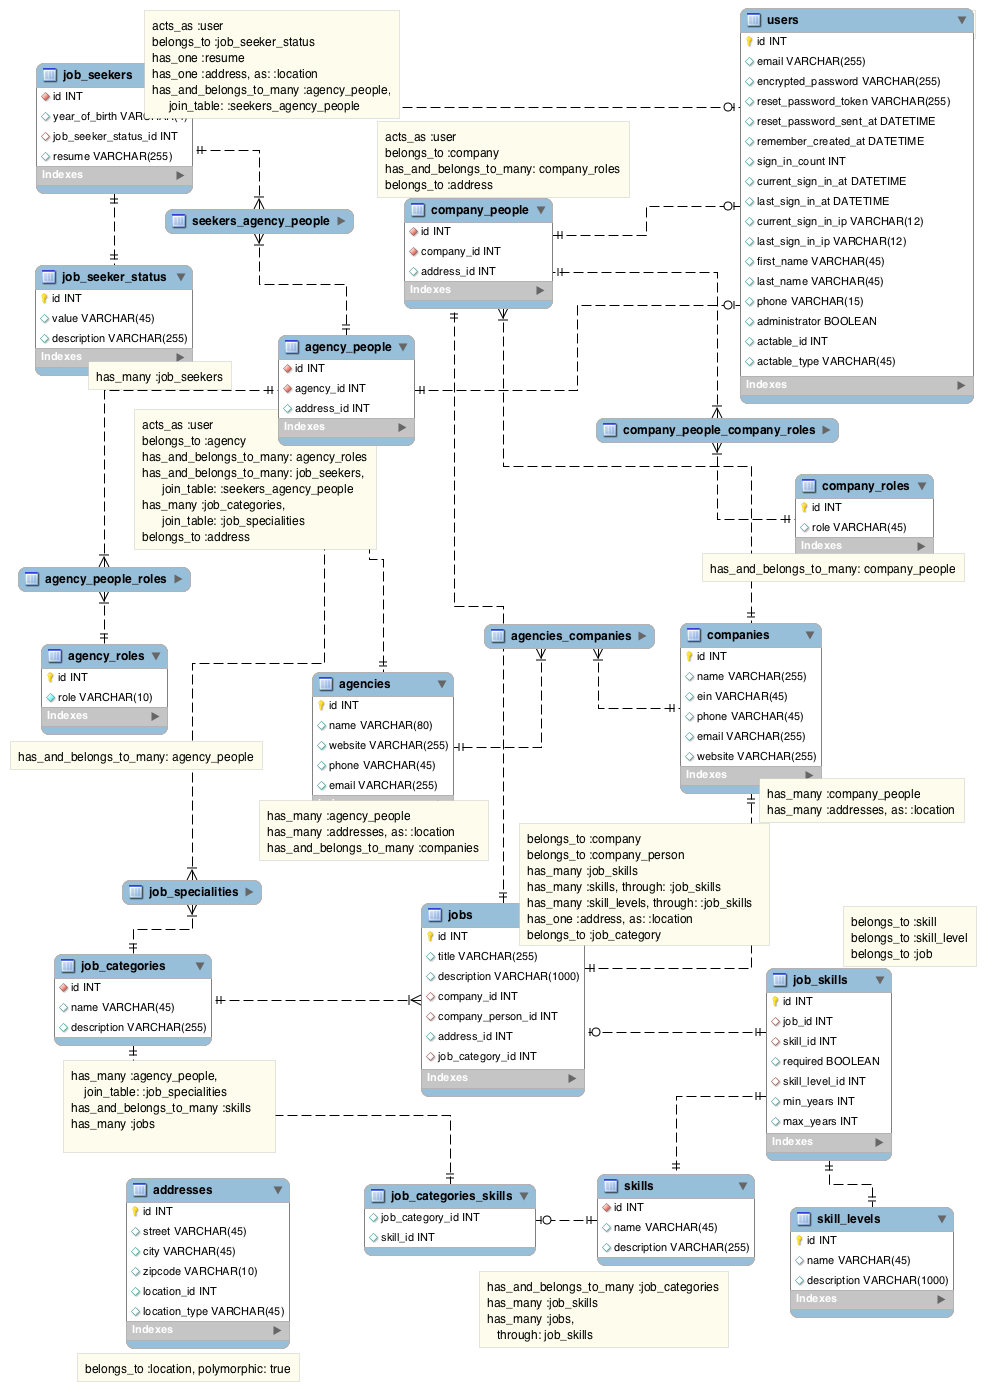 acts_as :user
belongs_to :job_seeker_status
has_one :resume
has_one :address, as: :location
has_and_belongs_to_many :agency_people,
join_table: :seekers_agency_people
job_seekers
id INT
year_of_birth
job_seeker_status_id INT
resume VARCHAR(255)
Indexes
users
id INT
email VARCHAR(255)
encrypted_password VARCHAR(255)
reset_password_token VARCHAR(255)
reset_password_sent_at DATETIME
remember_created_at DATETIME
sign_in_count INT
current_sign_in_at DATETIME
last_sign_in_at DATETIME
current_sign_in_ip VARCHAR(12)
last_sign_in_ip VARCHAR(12)
first_name VARCHAR(45)
last_name VARCHAR(45)
phone VARCHAR(15)
administrator BOOLEAN
actable_id INT
actable_type VARCHAR(45)
Indexes
acts_as :user
belongs_to :company
has_and_belongs_to_many: company_roles
belongs_to :address
company_people
id INT
company_id INT
address_id INT
Indexes
seekers_agency_people
job_seeker_status
id INT
value VARCHAR(45)
description VARCHAR(255)
Indexes
has_many :job_seekers
agency_people
id INT
agency_id INT
address_id INT
Indexes
acts_as :user
belongs_to :agency
has_and_belongs_to_many: agency_roles
has_and_belongs_to_many: job_seekers,
join_table: :seekers_agency_people
has_many :job_categories,
join_table: :job_specialities
belongs_to :address
company_people_company_roles
company_roles
id INT
role VARCHAR(45)
Indexes
has_and_belongs_to_many: company_people
agency_people_roles
agency_roles
id INT
role VARCHAR(10)
Indexes
has_and_belongs_to_many: agency_people
agencies_companies
companies
id INT
name VARCHAR(255)
ein VARCHAR(45)
phone VARCHAR(45)
email VARCHAR(255)
website VARCHAR(255)
Indexes
has_many :company_people
has_many :addresses, as: :location
agencies
id INT
name VARCHAR(80)
website VARCHAR(255)
phone VARCHAR(45)
email VARCHAR(255)
has_many :agency_people
has_many :addresses, as: :location
has_and_belongs_to_many :companies
belongs_to :company
belongs_to :company_person
has_many :job_skills
has_many :skills, through: :job_skills
has_many :skill_levels, through: :job_skills
has_one :address, as: :location
belongs_to :job_category
job_specialities
jobs
id INT
title VARCHAR(255)
description VARCHAR(1000)
company_id INT
company_person_id INT
address_id INT
job_category_id INT
Indexes
belongs_to :skill
belongs_to :skill_level
belongs_to :job
job_skills
id INT
job_id INT
skill_id INT
required BOOLEAN
skill_level_id INT
min_years INT
max_years INT
Indexes
job_categories
id INT
name VARCHAR(45)
description VARCHAR(255)
Indexes
has_many :agency_people,
join_table: :job_specialities
has_and_belongs_to_many :skills
has_many :jobs
addresses
id INT
street VARCHAR(45)
city VARCHAR(45)
zipcode VARCHAR(10)
location_id INT
location_type VARCHAR(45)
Indexes
belongs_to :location, polymorphic: true
job_categories_skills
job_category_id INT
skill_id INT
skills
id INT
name VARCHAR(45)
description VARCHAR(255)
has_and_belongs_to_many :job_categories
has_many :job_skills
has_many :jobs,
through: job_skills
skill_levels
id INT
name VARCHAR(45)
description VARCHAR(1000)
Indexes